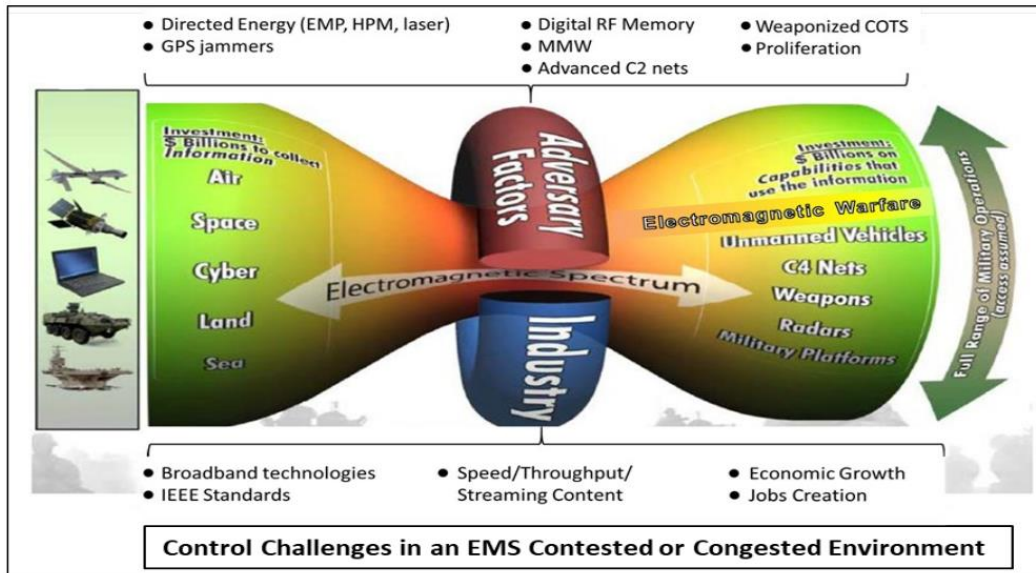 ● Directed Energy (EMP, HPM, laser)
● GPS jammers
● Digital RF Memory
● MMW
● Advanced C2 nets
● Weaponized COTS
● Proliferation
Investment:
$ Billions to collect
Information
Air
Space
Cyber
Land
Sea
Adversary
Factors
Electromagnetic Spectrum
Industry
Investment:
$ Billions on
Capabilities that
use the information
Electromagnetic Warfare
Unmanned Vehicles
C4 Nets
Weapons
Radars
Military Platforms
Full Range of Military Operations
(access assumed)
● Broadband technologies
● IEEE Standards
● Speed/Throughput/
Streaming Content
● Economic Growth
● Jobs Creation
Control Challenges in an EMS Contested or Congested Environment